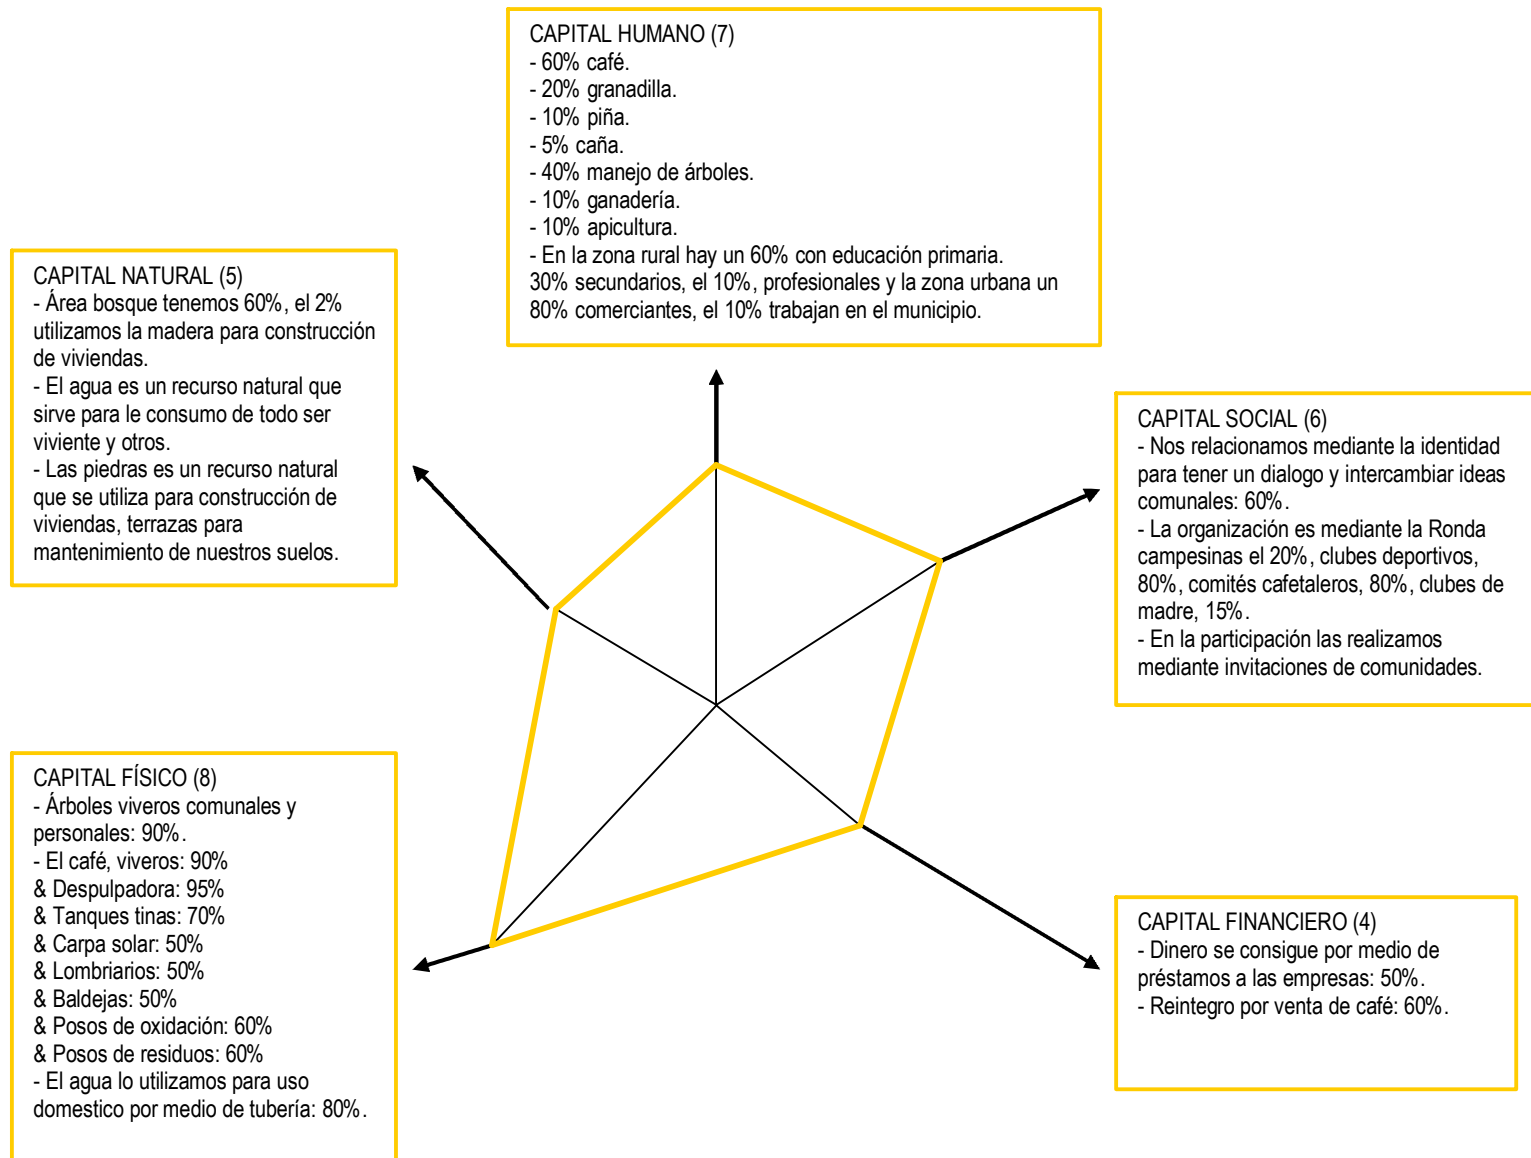 CAPITAL HUMANO (7)
- 60% café.
- 20% granadilla.
- 10% piña.
- 5% caña.
- 40% manejo de árboles.
- 10% ganadería.
- 10% apicultura.
- En la zona rural hay un 60% con educación primaria.
30% secundarios, el 10%, profesionales y la zona urbana un
80% comerciantes, el 10% trabajan en el municipio.
CAPITAL NATURAL (5)
- Área bosque tenemos 60%, el 2%
utilizamos la madera para construcción
de viviendas.
- El agua es un recurso natural que
sirve para le consumo de todo ser
viviente y otros.
- Las piedras es un recurso natural
que se utiliza para construcción de
viviendas, terrazas para
mantenimiento de nuestros suelos.
CAPITAL SOCIAL (6)
- Nos relacionamos mediante la identidad
para tener un dialogo y intercambiar ideas
comunales: 60%.
- La organización es mediante la Ronda
campesinas el 20%, clubes deportivos,
80%, comités cafetaleros, 80%, clubes de
madre, 15%.
- En la participación las realizamos
mediante invitaciones de comunidades.
CAPITAL FÍSICO (8)
- Árboles viveros comunales y
personales: 90%.
- El café, viveros: 90%
& Despulpadora: 95%
& Tanques tinas: 70%
& Carpa solar: 50%
& Lombriarios: 50%
& Baldejas: 50%
& Posos de oxidación: 60%
& Posos de residuos: 60%
- El agua lo utilizamos para uso
domestico por medio de tubería: 80%.
CAPITAL FINANCIERO (4)
- Dinero se consigue por medio de
préstamos a las empresas: 50%.
- Reintegro por venta de café: 60%.